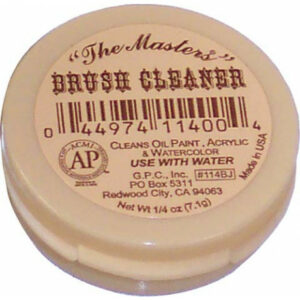 "The Masters"
BRUSH CLEANER
0 44974 11400 4
CLEANS OIL PAINT, ACRYLIC
& WATERCOLOR
USE WITH WATER
ACMI
AP
G.P.C., Inc. #114BJ
PO Box 5311
Redwood City, CA 94063
Net Wt 1/4 oz (7.1g)
Made in USA